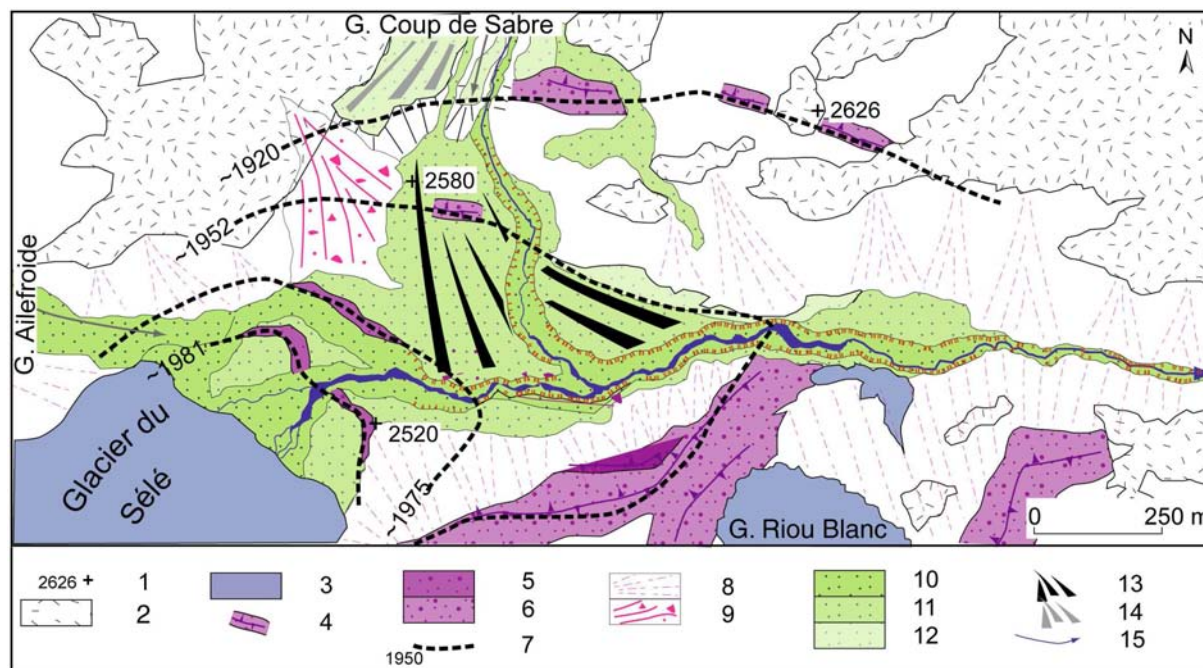 G. Coup de Sabre
N
+ 2626
~1920
+ 2580
~1952
G. Ailefroide
~1981
2520
Glacier du
Sélé
~1975
G. Riou Blanc
0 250 m
2626 + 1
2
3
4
5
6
1950 7
8
9
10
11
12
13
14
15